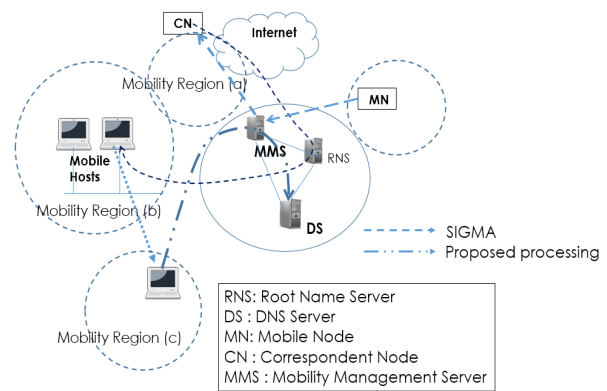 CN
Internet
Mobility Region (a)
MN
MMS
RNS
Mobile
Hosts
Mobility Region (b)
DS
SIGMA
Proposed processing
Mobility Region (c)
RNS: Root Name Server
DS : DNS Server
MN: Mobile Node
CN : Correspondent Node
MMS : Mobility Management Server